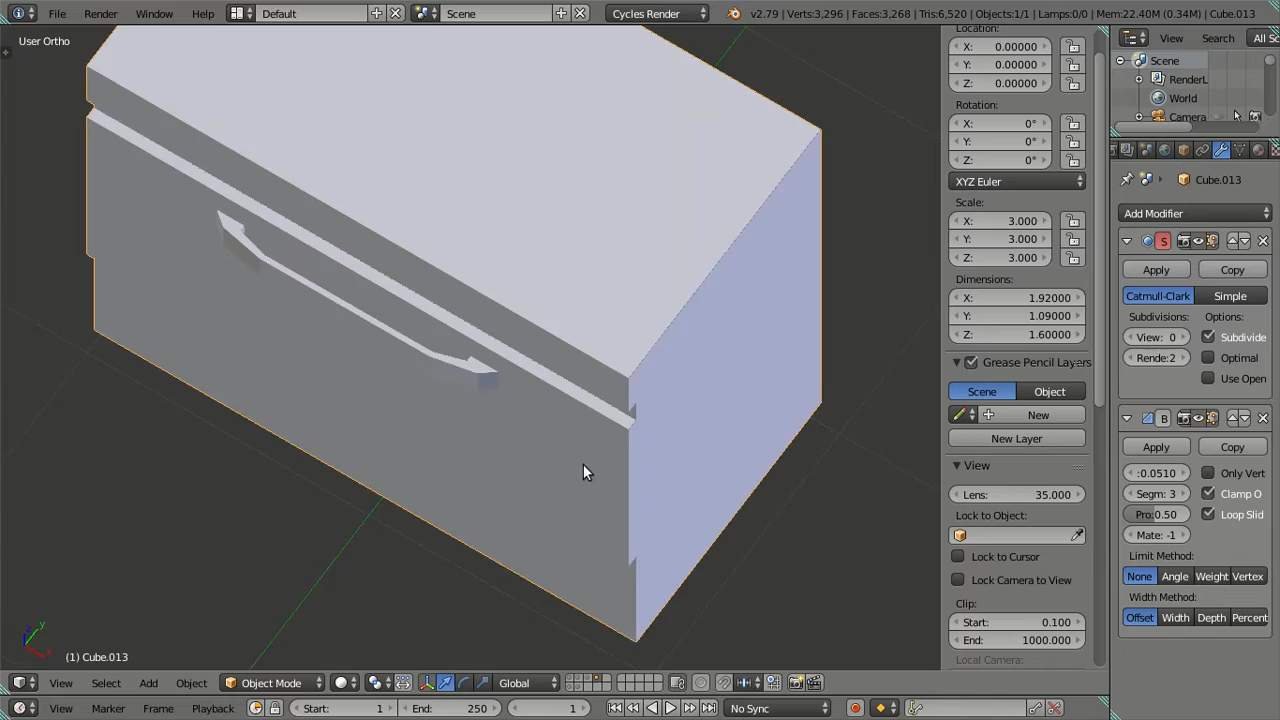 File Render Window Help Default Scene Cycles Render v2.79 | Verts:3,296 | Faces:3,268 | Tris:6,520 | Objects:1/1 | Lamps:0/0 | Mem:22.40M (0.34M) | Cube.013
User Ortho
Location:
X: 0.00000
Y: 0.00000
Z: 0.00000
Rotation:
X: 0°
Y: 0°
Z: 0°
XYZ Euler
Scale:
X: 3.000
Y: 3.000
Z: 3.000
Dimensions:
X: 1.92000
Y: 1.09000
Z: 1.60000
Grease Pencil Layers
Scene Object
New
New Layer
View
Lens: 35.000
Lock to Object:
Lock to Cursor
Lock Camera to View
Clip:
Start: 0.100
End: 1000.000
Local Camera:
View Search All Sc
Scene
RenderL
World
Camera
Cube.013
Add Modifier
S
Apply Copy
Catmull-Clark Simple
Subdivisions: Options:
View: 0 Subdivide
Rende:2 Optimal
Use Open
B
Apply Copy
:0.0510 Only Vert
Segm: 3 Clamp O
Pro:0.50 Loop Slid
Mate: -1
Limit Method:
None Angle Weight Vertex
Width Method:
Offset Width Depth Percent
z y x
(1) Cube.013
View Select Add Object Object Mode Global
View Marker Frame Playback Start: 1 End: 250 1 No Sync